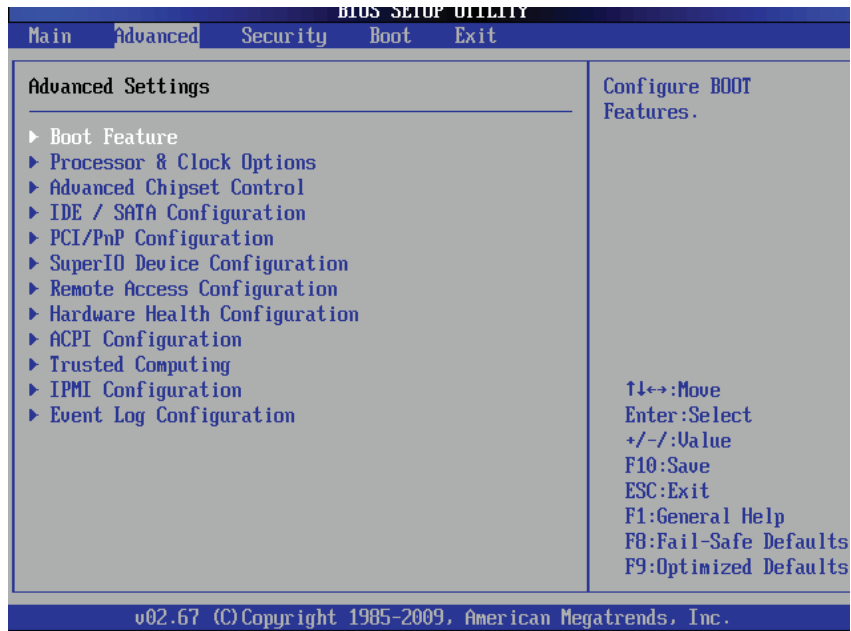 BIOS SETUP UTILITY
Main Advanced Security Boot Exit
Advanced Settings
▶ Boot Feature
▶ Processor & Clock Options
▶ Advanced Chipset Control
▶ IDE / SATA Configuration
▶ PCI/PnP Configuration
▶ SuperIO Device Configuration
▶ Remote Access Configuration
▶ Hardware Health Configuration
▶ ACPI Configuration
▶ Trusted Computing
▶ IPMI Configuration
▶ Event Log Configuration
Configure BOOT
Features.
↑↓↔:Move
Enter:Select
+/-/:Value
F10:Save
ESC:Exit
F1:General Help
F8:Fail-Safe Defaults
F9:Optimized Defaults
v02.67 (C)Copyright 1985-2009, American Megatrends, Inc.